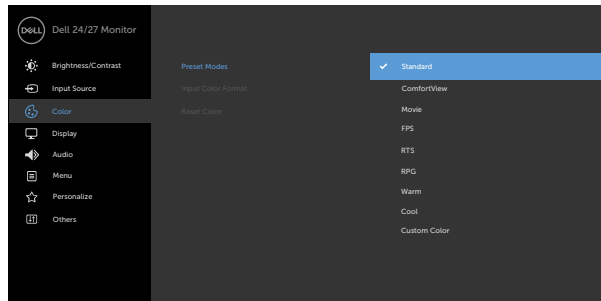 DELL
Dell 24/27 Monitor
Brightness/Contrast
Input Source
Color
Display
Audio
Menu
Personalize
Others
Preset Modes
Input Color Format
Reset Color
Standard
ComfortView
Movie
FPS
RTS
RPG
Warm
Cool
Custom Color